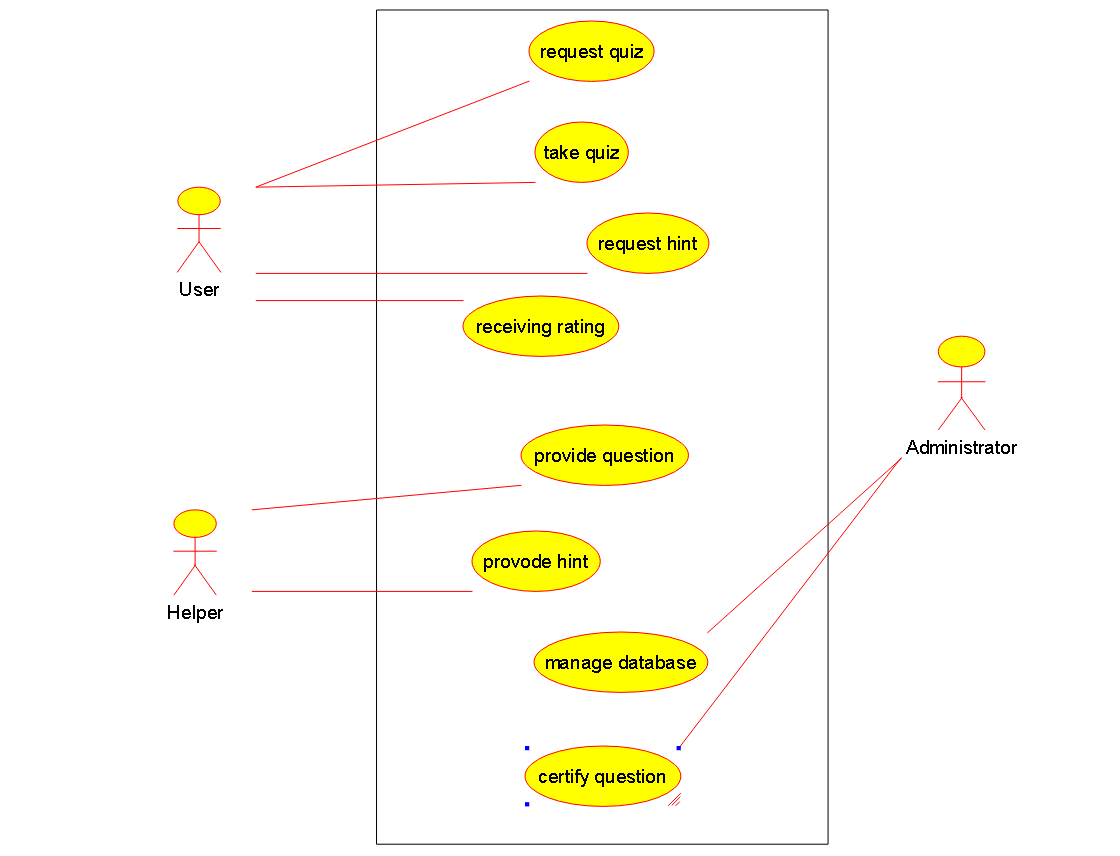 request quiz
take quiz
request hint
User
receiving rating
Administrator
provide question
provode hint
Helper
manage database
certify question